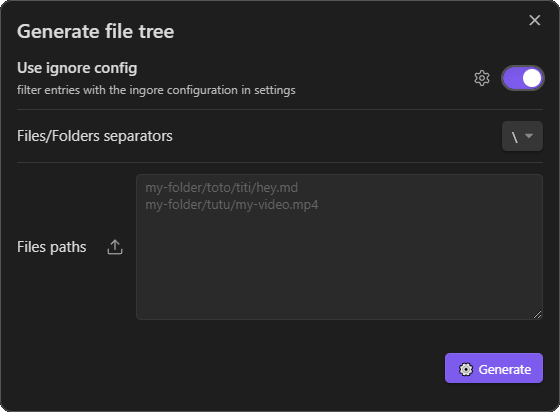 Generate file tree
Use ignore config
filter entries with the ingore configuration in settings
Files/Folders separators
\
my-folder/toto/titi/hey.md
my-folder/tutu/my-video.mp4
Files paths
Generate